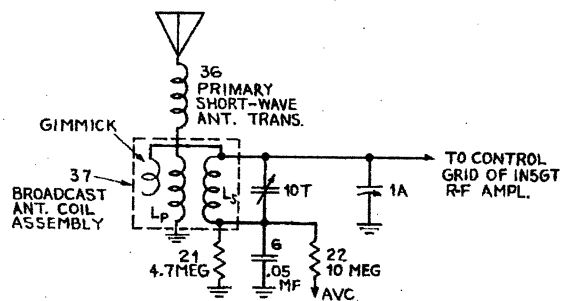 36
PRIMARY
SHORT-WAVE
ANT. TRANS.
GIMMICK
37
BROADCAST
ANT. COIL
ASSEMBLY
Lp
Ls
10T
1A
TO CONTROL
GRID OF IN5GT
R-F AMPL.
21
4.7MEG
6
.05
MF
22
10 MEG
AVC